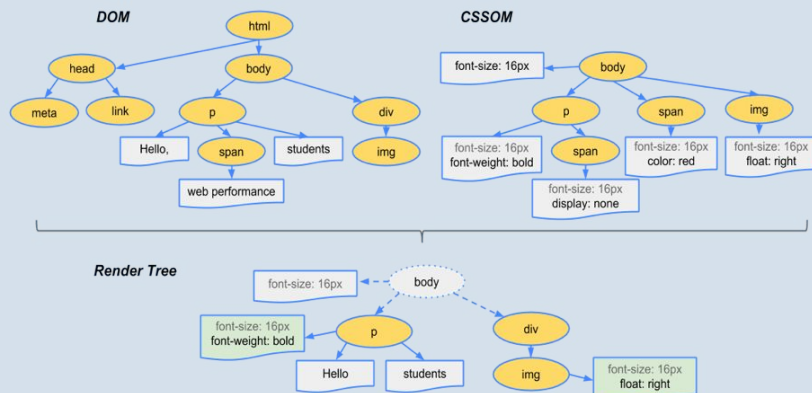 DOM
html
CSSOM
head
body
meta
link
p
div
Hello,
span
students
img
web performance
font-size: 16px
body
p
span
img
font-size: 16px
font-weight: bold
span
font-size: 16px
color: red
font-size: 16px
float: right
font-size: 16px
display: none
Render Tree
font-size: 16px
body
font-size: 16px
font-weight: bold
p
div
Hello
students
img
font-size: 16px
float: right